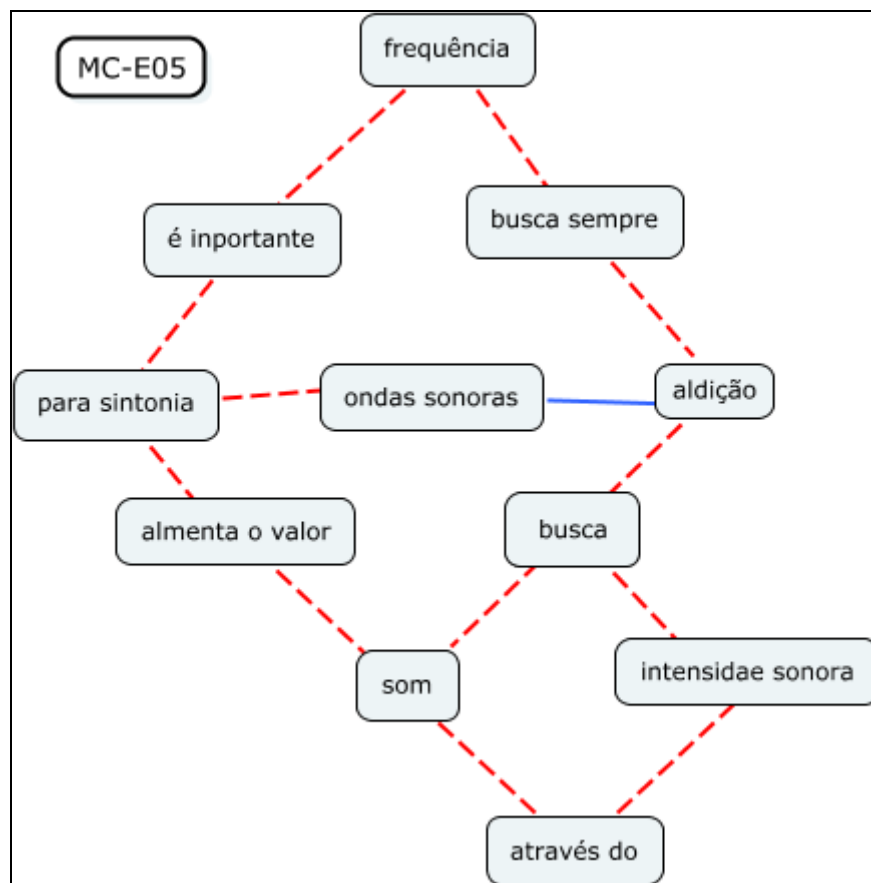 frequência
MC-E05
busca sempre
é inportante
para sintonia
ondas sonoras
aldição
almenta o valor
busca
som
intensidae sonora
através do